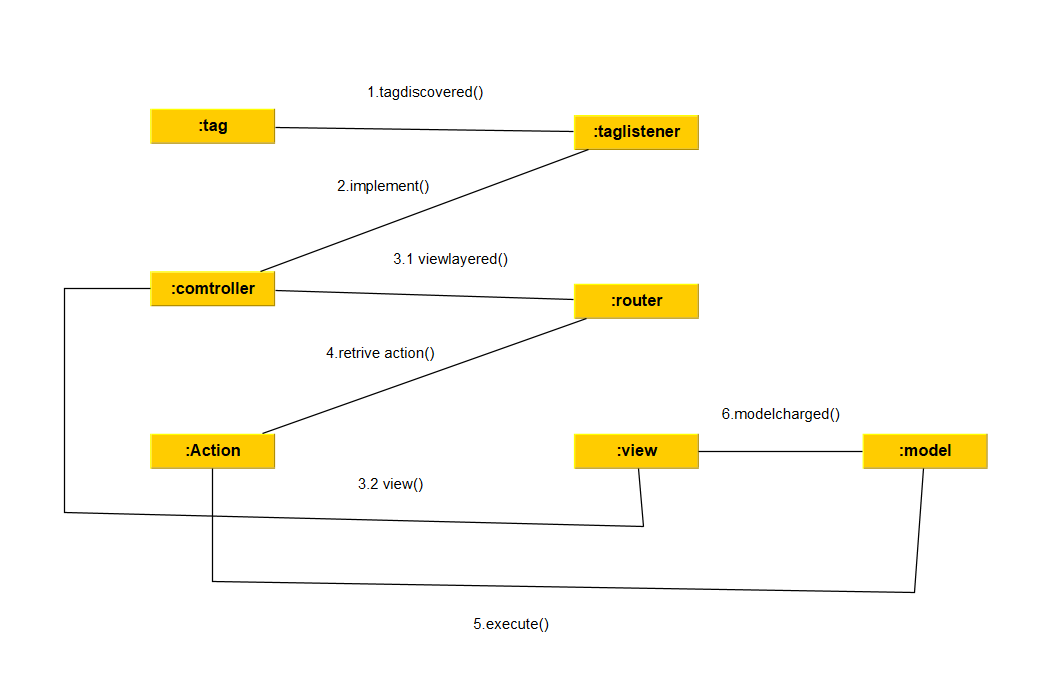 1.tagdiscovered()
:tag
:taglistener
2.implement()
3.1 viewlayered()
:comtroller
:router
4.retrive action()
6.modelcharged()
:Action
:view
:model
3.2 view()
5.execute()